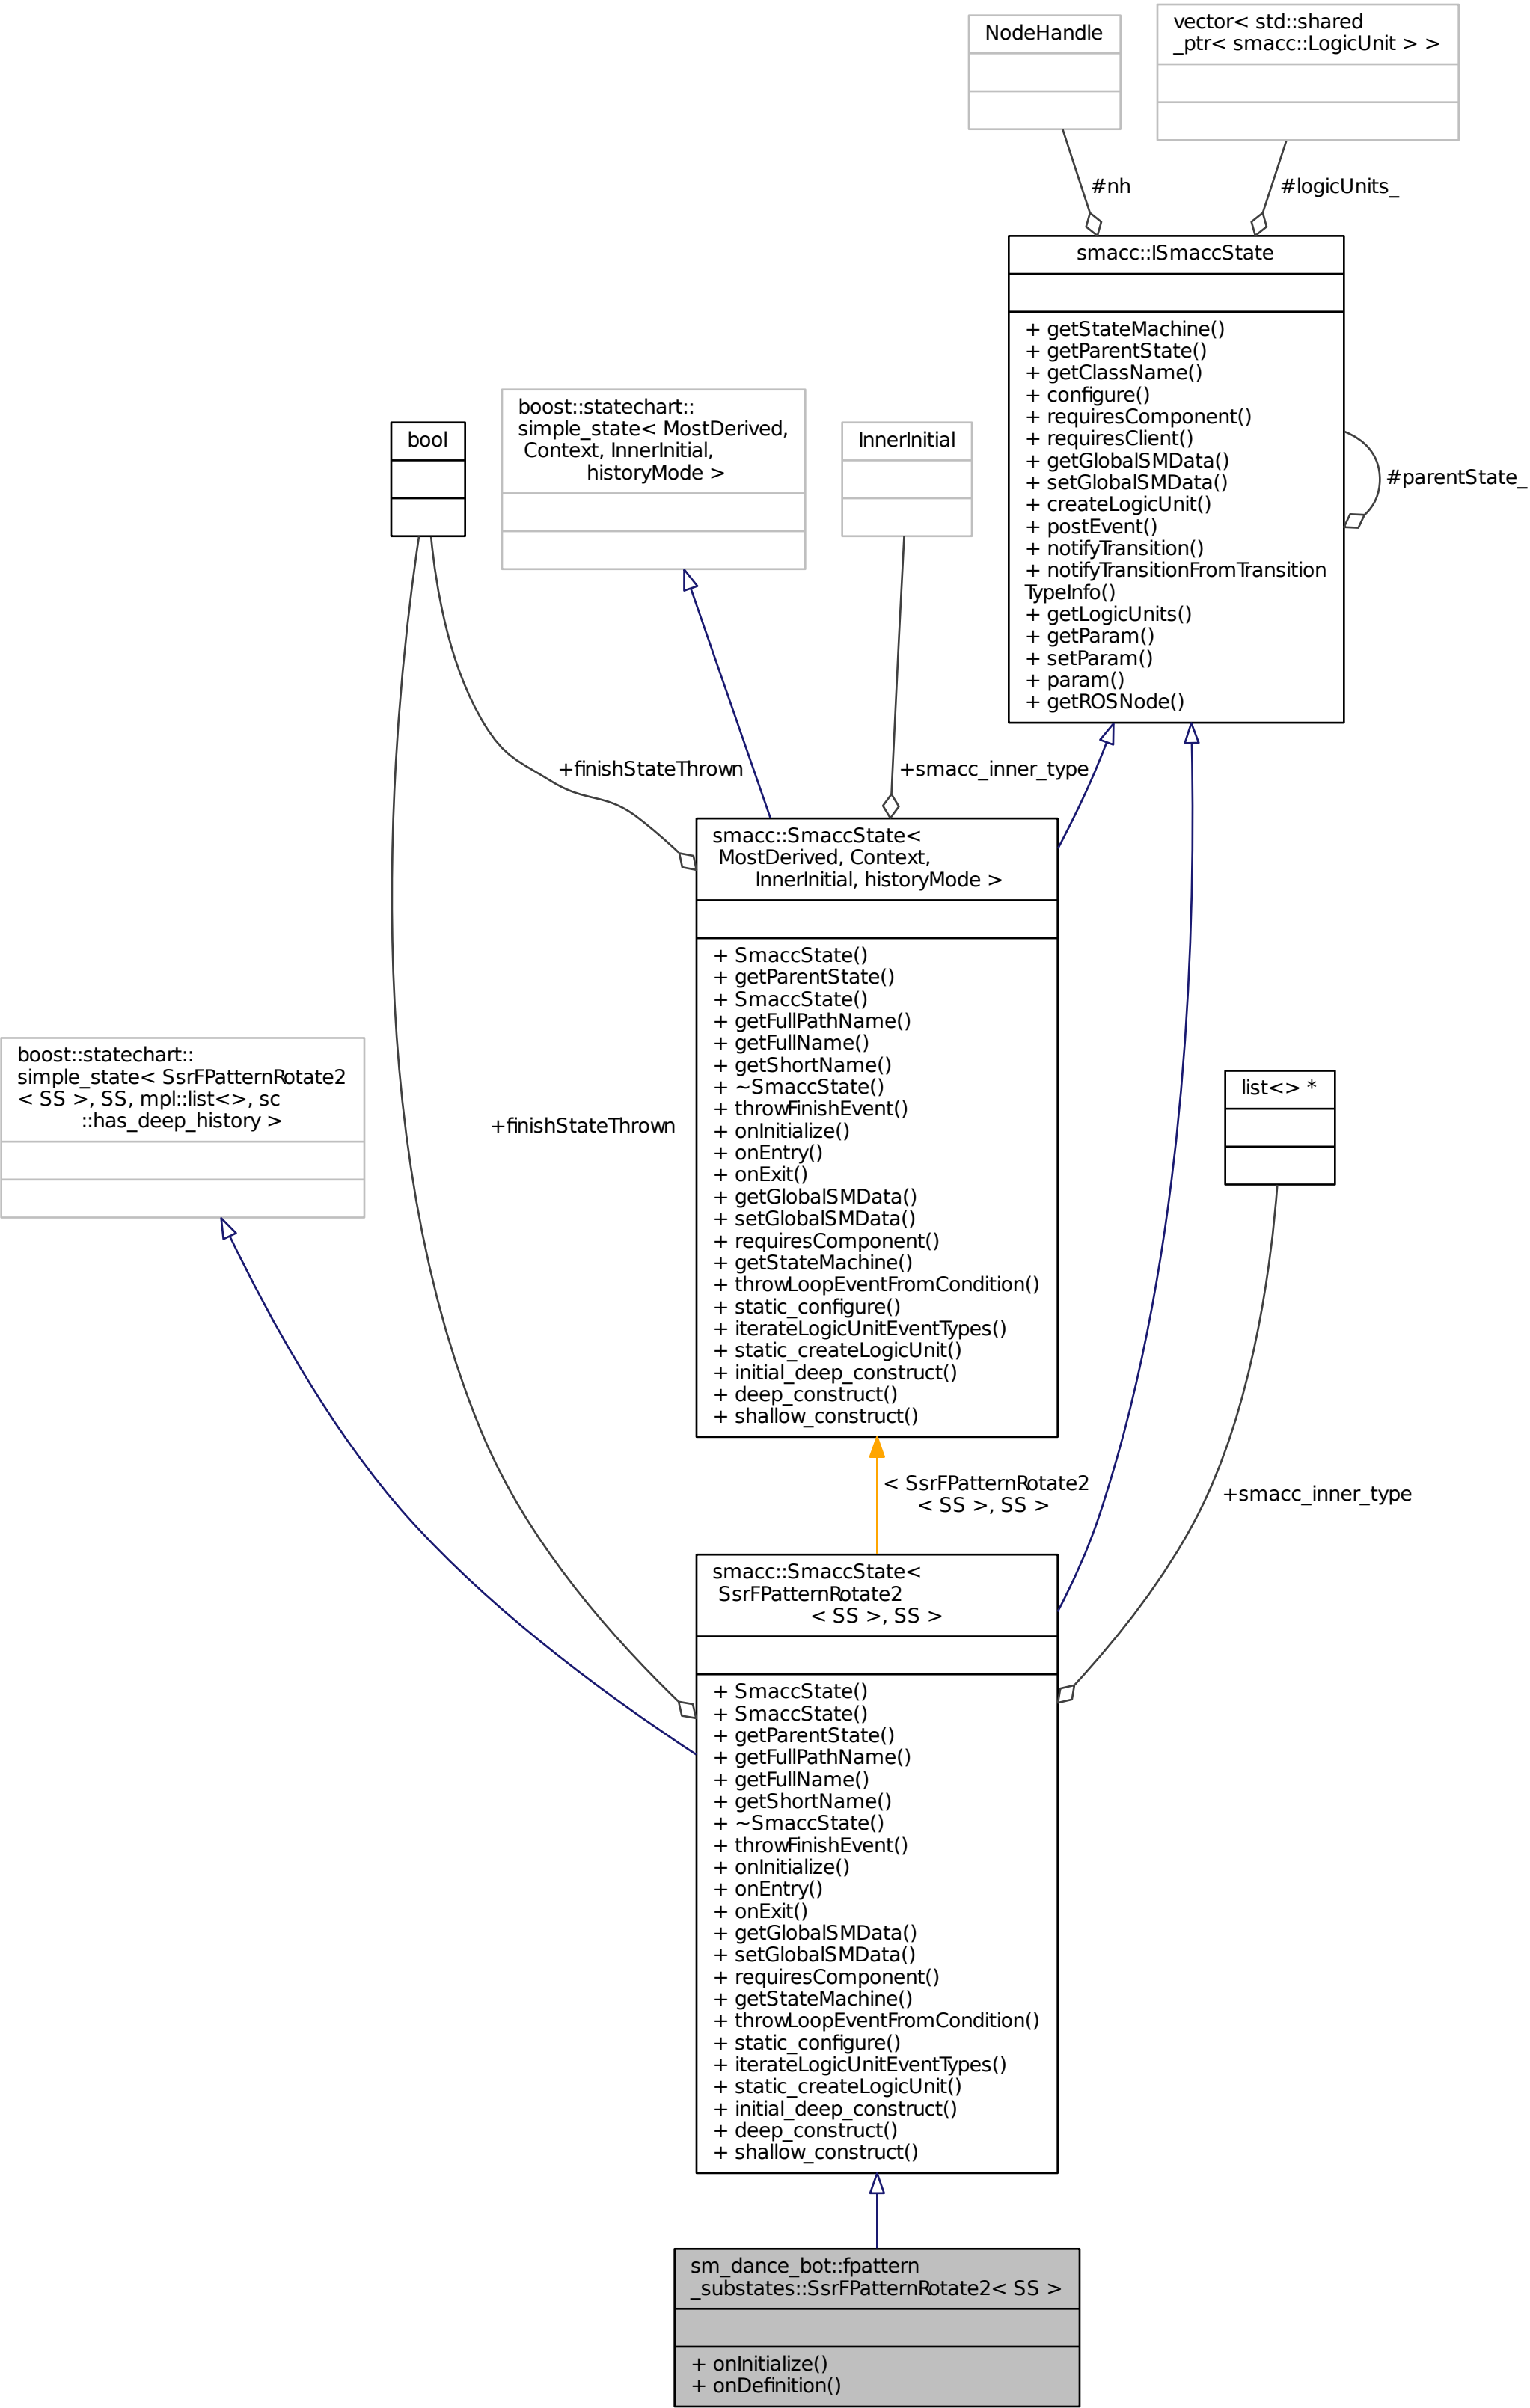 NodeHandle
vector< std::shared
_ptr< smacc::LogicUnit > >
#nh
#logicUnits_
smacc::ISmaccState
+ getStateMachine()
+ getParentState()
+ getClassName()
+ configure()
+ requiresComponent()
+ requiresClient()
+ getGlobalSMData()
+ setGlobalSMData()
+ createLogicUnit()
+ postEvent()
+ notifyTransition()
+ notifyTransitionFromTransition
TypeInfo()
+ getLogicUnits()
+ getParam()
+ setParam()
+ param()
+ getROSNode()
#parentState_
bool
boost::statechart::
simple_state< MostDerived,
Context, InnerInitial,
historyMode >
InnerInitial
+finishStateThrown
+smacc_inner_type
smacc::SmaccState<
MostDerived, Context,
InnerInitial, historyMode >
+ SmaccState()
+ getParentState()
+ SmaccState()
+ getFullPathName()
+ getFullName()
+ getShortName()
+ ~SmaccState()
+ throwFinishEvent()
+ onInitialize()
+ onEntry()
+ onExit()
+ getGlobalSMData()
+ setGlobalSMData()
+ requiresComponent()
+ getStateMachine()
+ throwLoopEventFromCondition()
+ static_configure()
+ iterateLogicUnitEventTypes()
+ static_createLogicUnit()
+ initial_deep_construct()
+ deep_construct()
+ shallow_construct()
boost::statechart::
simple_state< SsrFPatternRotate2
< SS >, SS, mpl::list<>, sc
::has_deep_history >
+finishStateThrown
list<> *
< SsrFPatternRotate2
< SS >, SS >
+smacc_inner_type
smacc::SmaccState<
SsrFPatternRotate2
< SS >, SS >
+ SmaccState()
+ SmaccState()
+ getParentState()
+ getFullPathName()
+ getFullName()
+ getShortName()
+ ~SmaccState()
+ throwFinishEvent()
+ onInitialize()
+ onEntry()
+ onExit()
+ getGlobalSMData()
+ setGlobalSMData()
+ requiresComponent()
+ getStateMachine()
+ throwLoopEventFromCondition()
+ static_configure()
+ iterateLogicUnitEventTypes()
+ static_createLogicUnit()
+ initial_deep_construct()
+ deep_construct()
+ shallow_construct()
sm_dance_bot::fpattern
_substates::SsrFPatternRotate2< SS >
+ onInitialize()
+ onDefinition()